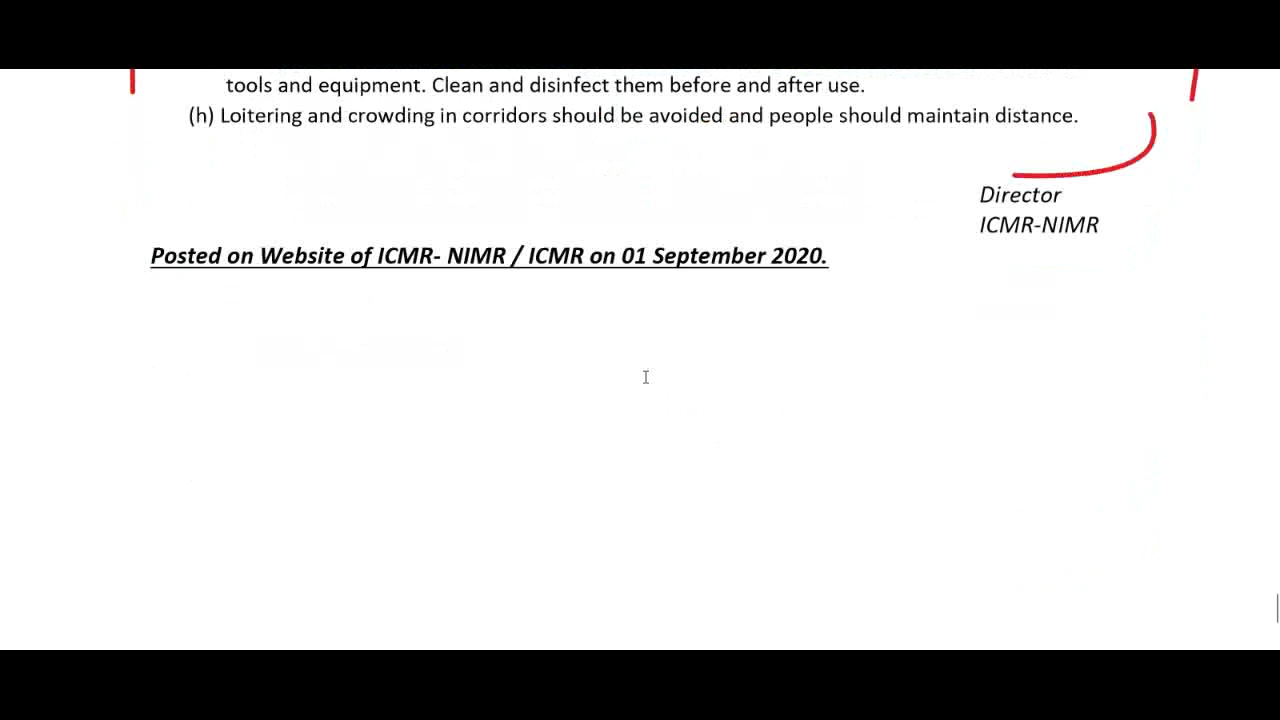 tools and equipment. Clean and disinfect them before and after use.
(h) Loitering and crowding in corridors should be avoided and people should maintain distance.
Director
ICMR-NIMR
Posted on Website of ICMR- NIMR / ICMR on 01 September 2020.